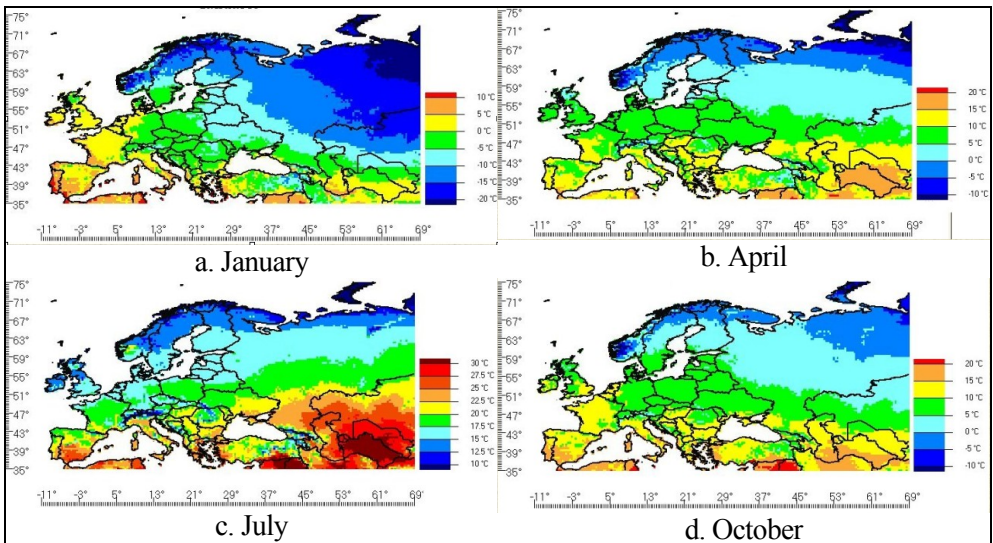 75°
71°
67°
63°
59°
55°
51°
47°
43°
39°
35°
10 °C
5 °C
0 °C
-5 °C
-10 °C
-15 °C
-20 °C
-11° -3° 5° 13° 21° 29° 37° 45° 53° 61° 69°
a. January
75°
71°
67°
63°
59°
55°
51°
47°
43°
39°
35°
20 °C
15 °C
10 °C
5 °C
0 °C
-5 °C
-10 °C
-11° -3° 5° 13° 21° 29° 37° 45° 53° 61° 69°
b. April
75°
71°
67°
63°
59°
55°
51°
47°
43°
39°
35°
30 °C
27.5 °C
25 °C
22.5 °C
20 °C
17.5 °C
15 °C
12.5 °C
10 °C
-11° -3° 5° 13° 21° 29° 37° 45° 53° 61° 69°
c. July
75°
71°
67°
63°
59°
55°
51°
47°
43°
39°
35°
20 °C
15 °C
10 °C
5 °C
0 °C
-5 °C
-10 °C
-11° -3° 5° 13° 21° 29° 37° 45° 53° 61° 69°
d. October